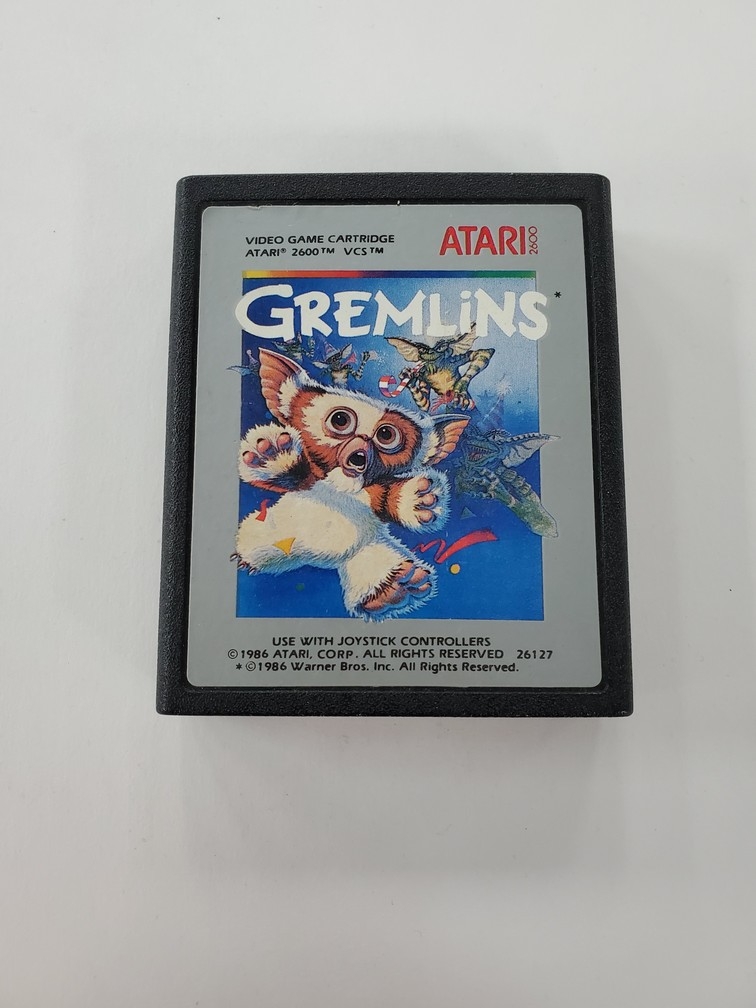 VIDEO GAME CARTRIDGE
ATARI® 2600™ VCS™
ATARI 2600
GREMLiNS*
USE WITH JOYSTICK CONTROLLERS
©1986 ATARI, CORP. ALL RIGHTS RESERVED 26127
* ©1986 Warner Bros. Inc. All Rights Reserved.